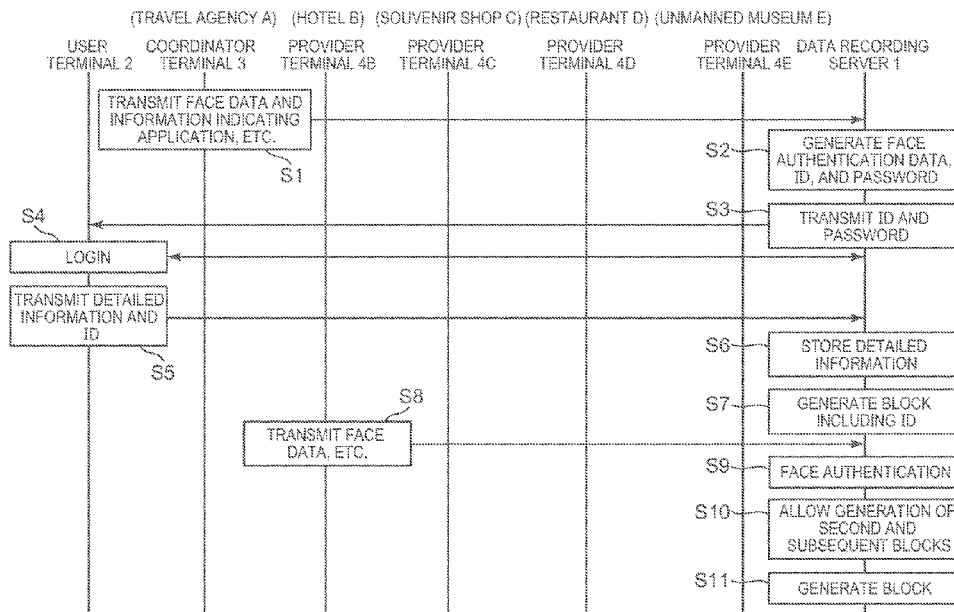 (TRAVEL AGENCY A) (HOTEL B) (SOUVENIR SHOP C) (RESTAURANT D) (UNMANNED MUSEUM E)
USER
TERMINAL 2
COORDINATOR
TERMINAL 3
PROVIDER
TERMINAL 4B
PROVIDER
TERMINAL 4C
PROVIDER
TERMINAL 4D
PROVIDER
TERMINAL 4E
DATA RECORDING
SERVER 1
TRANSMIT FACE DATA AND
INFORMATION INDICATING
APPLICATION, ETC.
S1
S2
GENERATE FACE
AUTHENTICATION DATA,
ID, AND PASSWORD
S3
TRANSMIT ID AND
PASSWORD
S4
LOGIN
TRANSMIT DETAILED
INFORMATION AND
ID
S5
S6
STORE DETAILED
INFORMATION
S7
GENERATE BLOCK
INCLUDING ID
S8
TRANSMIT FACE
DATA, ETC.
S9
FACE AUTHENTICATION
S10
ALLOW GENERATION OF
SECOND AND
SUBSEQUENT BLOCKS
S11
GENERATE BLOCK